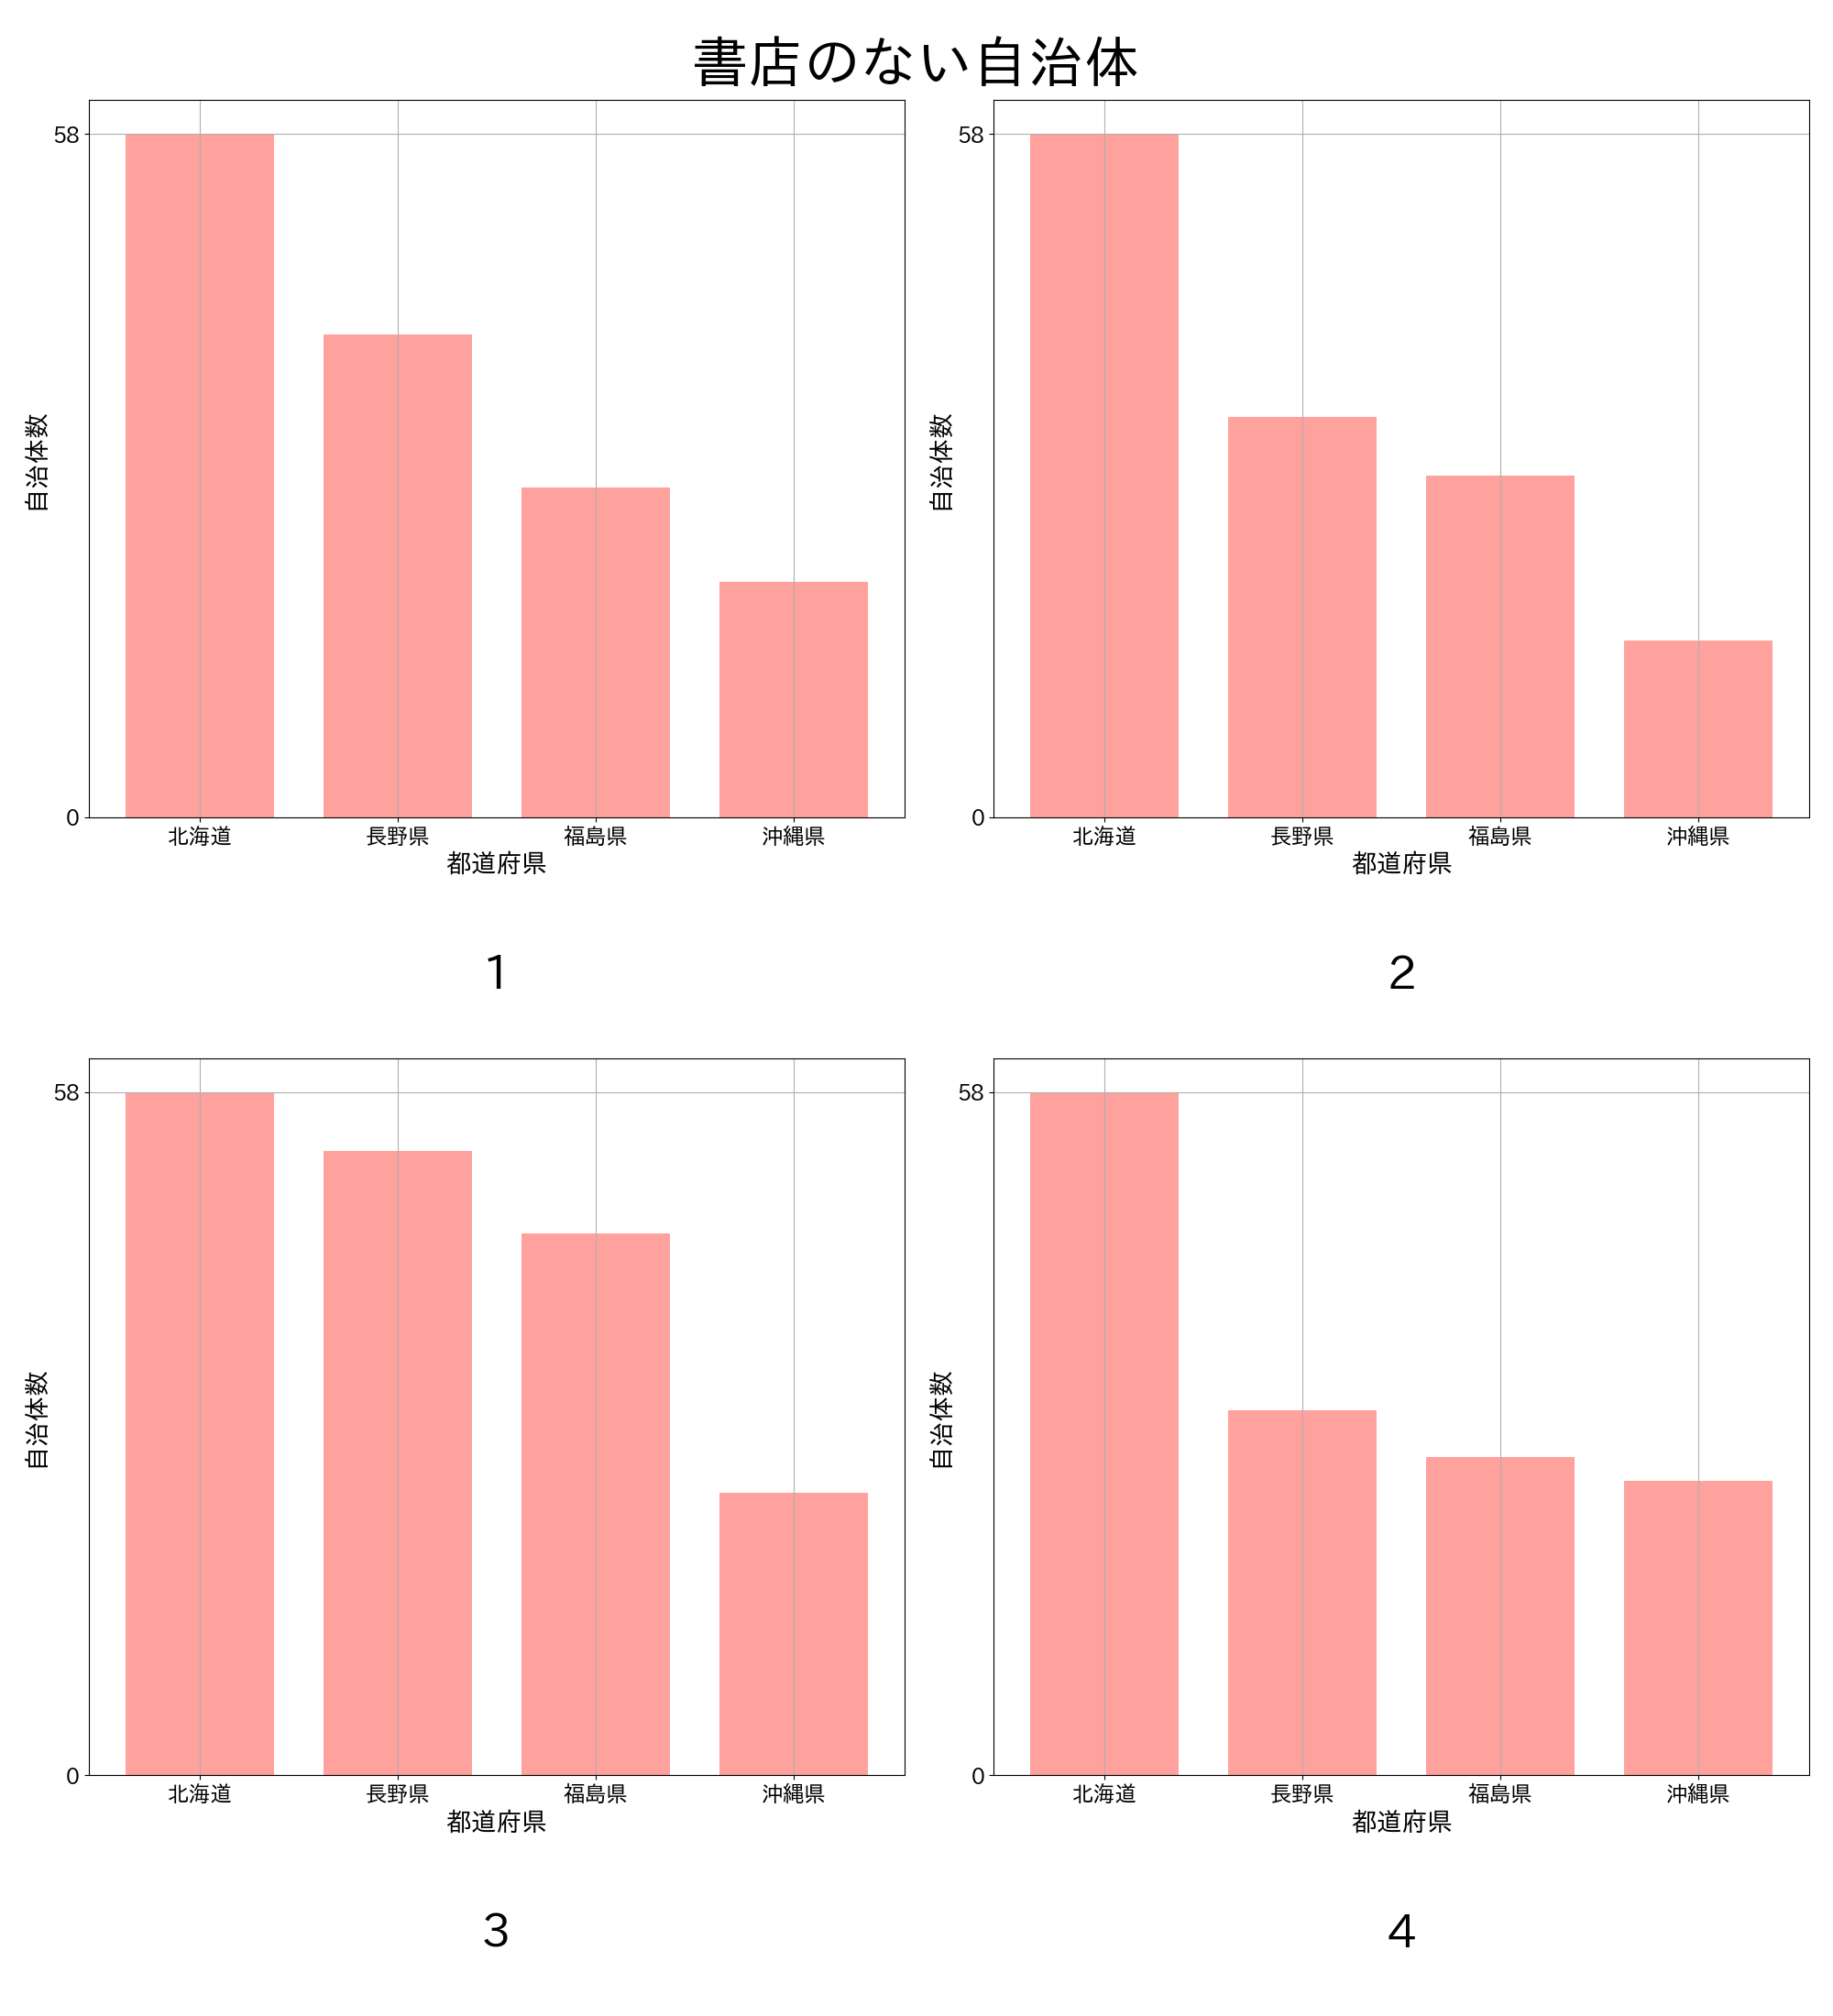 書店のない自治体
58
0
自治体数
北海道 長野県 福島県 沖縄県
都道府県
1
58
0
自治体数
北海道 長野県 福島県 沖縄県
都道府県
2
58
0
自治体数
北海道 長野県 福島県 沖縄県
都道府県
3
58
0
自治体数
北海道 長野県 福島県 沖縄県
都道府県
4